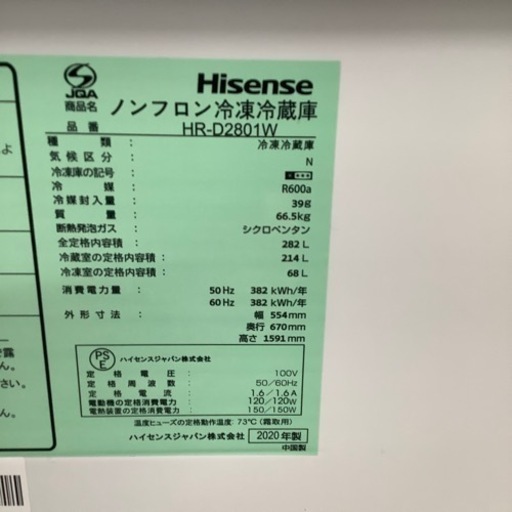 JQA
Hisense
商品名 ノンフロン冷凍冷蔵庫
品番 HR-D2801W
種類 冷凍冷蔵庫
気候区分： N
冷凍庫の記号：
冷媒 R600a
冷媒封入量 39g
質量 66.5kg
断熱発泡ガス シクロペンタン
全定格内容積： 282 L
冷蔵室の定格内容積： 214 L
冷凍室の定格内容積： 68 L
消費電力量： 50 Hz 382 kWh/年
60 Hz 382 kWh/年
外形寸法： 幅 554mm
奥行 670mm
高さ 1591mm
PSE ハイセンスジャパン株式会社
定格電圧： 100V
定格周波数： 50/60Hz
定格電流： 1.6/1.6A
電動機の定格消費電力： 120/120W
電熱装置の定格消費電力： 150/150W
温度ヒューズの定格動作温度: 73℃(霜取用)
ハイセンスジャパン株式会社 2020年製
中国製
よ
露
ん。
さい。
ん。